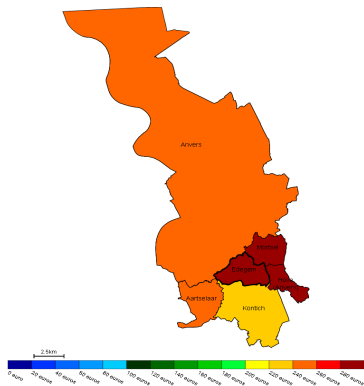 Anvers
Mortsel
Edegem
Aartselaar
Kontich
2.5km
0 euro
20 euros
40 euros
60 euros
80 euros
100 euros
120 euros
140 euros
160 euros
180 euros
200 euros
220 euros
240 euros
260 euros
280 euros